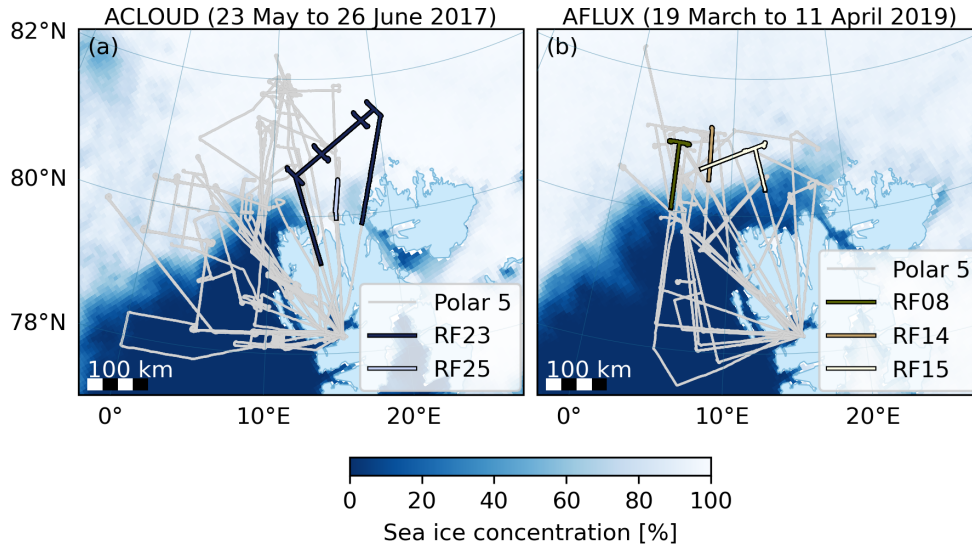 ACLOUD (23 May to 26 June 2017)
AFLUX (19 March to 11 April 2019)
82°N
80°N
78°N
(a)
Polar 5
RF23
RF25
100 km
0°
10°E
20°E
(b)
Polar 5
RF08
RF14
RF15
100 km
0°
10°E
20°E
0 20 40 60 80 100
Sea ice concentration [%]